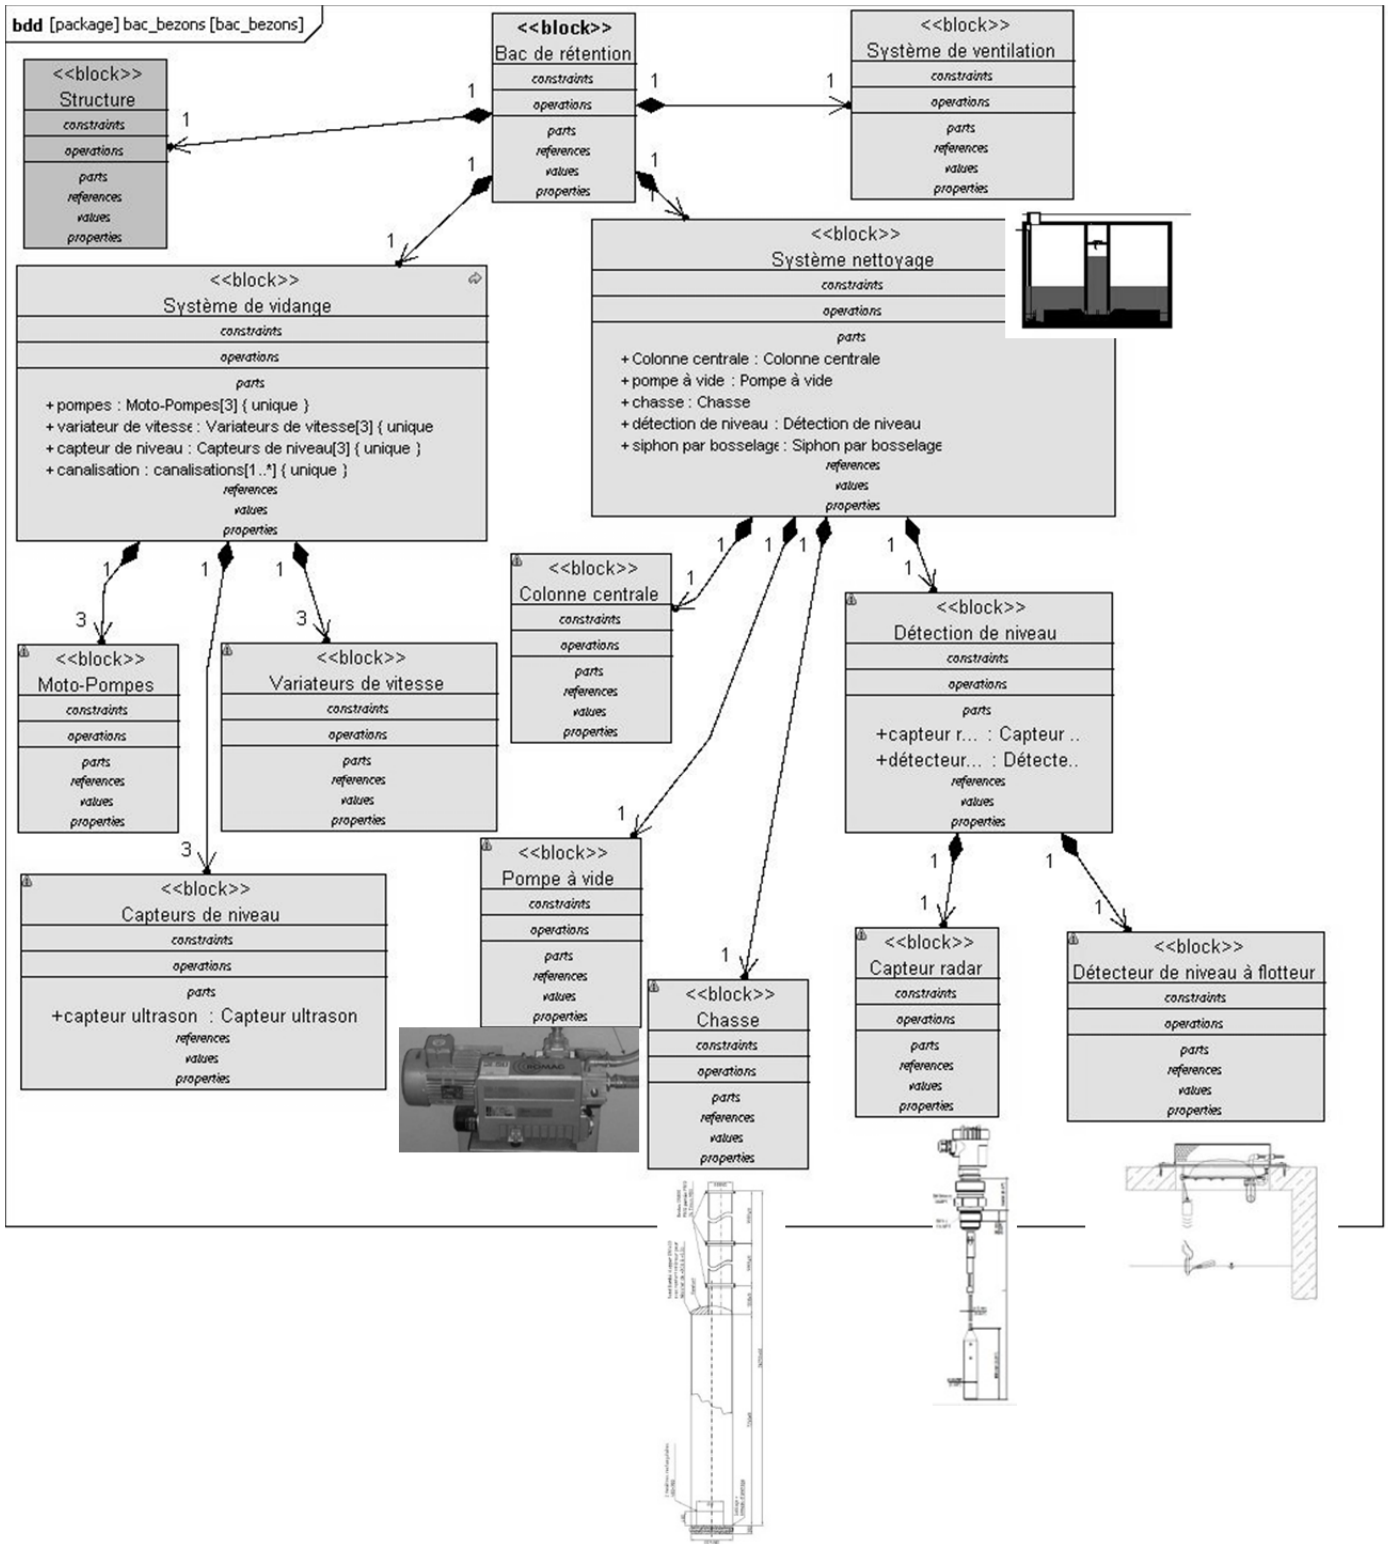 bdd [package] bac_bezons [bac_bezons]
<<block>>
Bac de rétention
constraints
operations
parts
references
values
properties
<<block>>
Système de ventilation
constraints
operations
parts
references
values
properties
<<block>>
Structure
constraints
operations
parts
references
values
properties
1
1
1
1
1
1
1
1
<<block>>
Système de vidange
constraints
operations
parts
+ pompes : Moto-Pompes[3] { unique }
+ variateur de vitesse : Variateurs de vitesse[3] { unique
+ capteur de niveau : Capteurs de niveau[3] { unique }
+ canalisation : canalisations[1..*] { unique }
references
values
properties
<<block>>
Système nettoyage
constraints
operations
parts
+ Colonne centrale : Colonne centrale
+ pompe à vide : Pompe à vide
+ chasse : Chasse
+ détection de niveau : Détection de niveau
+ siphon par bosselage : Siphon par bosselage
references
values
properties
1
1
1
3
3
3
1
1
1
1
1
1
1
1
<<block>>
Moto-Pompes
constraints
operations
parts
references
values
properties
<<block>>
Variateurs de vitesse
constraints
operations
parts
references
values
properties
<<block>>
Colonne centrale
constraints
operations
parts
references
values
properties
<<block>>
Détection de niveau
constraints
operations
parts
+capteur r... : Capteur ..
+détecteur... : Détecte..
references
values
properties
1
1
1
1
<<block>>
Capteurs de niveau
constraints
operations
parts
+capteur ultrason : Capteur ultrason
references
values
properties
<<block>>
Pompe à vide
constraints
operations
parts
references
values
properties
<<block>>
Chasse
constraints
operations
parts
references
values
properties
<<block>>
Capteur radar
constraints
operations
parts
references
values
properties
<<block>>
Détecteur de niveau à flotteur
constraints
operations
parts
references
values
properties